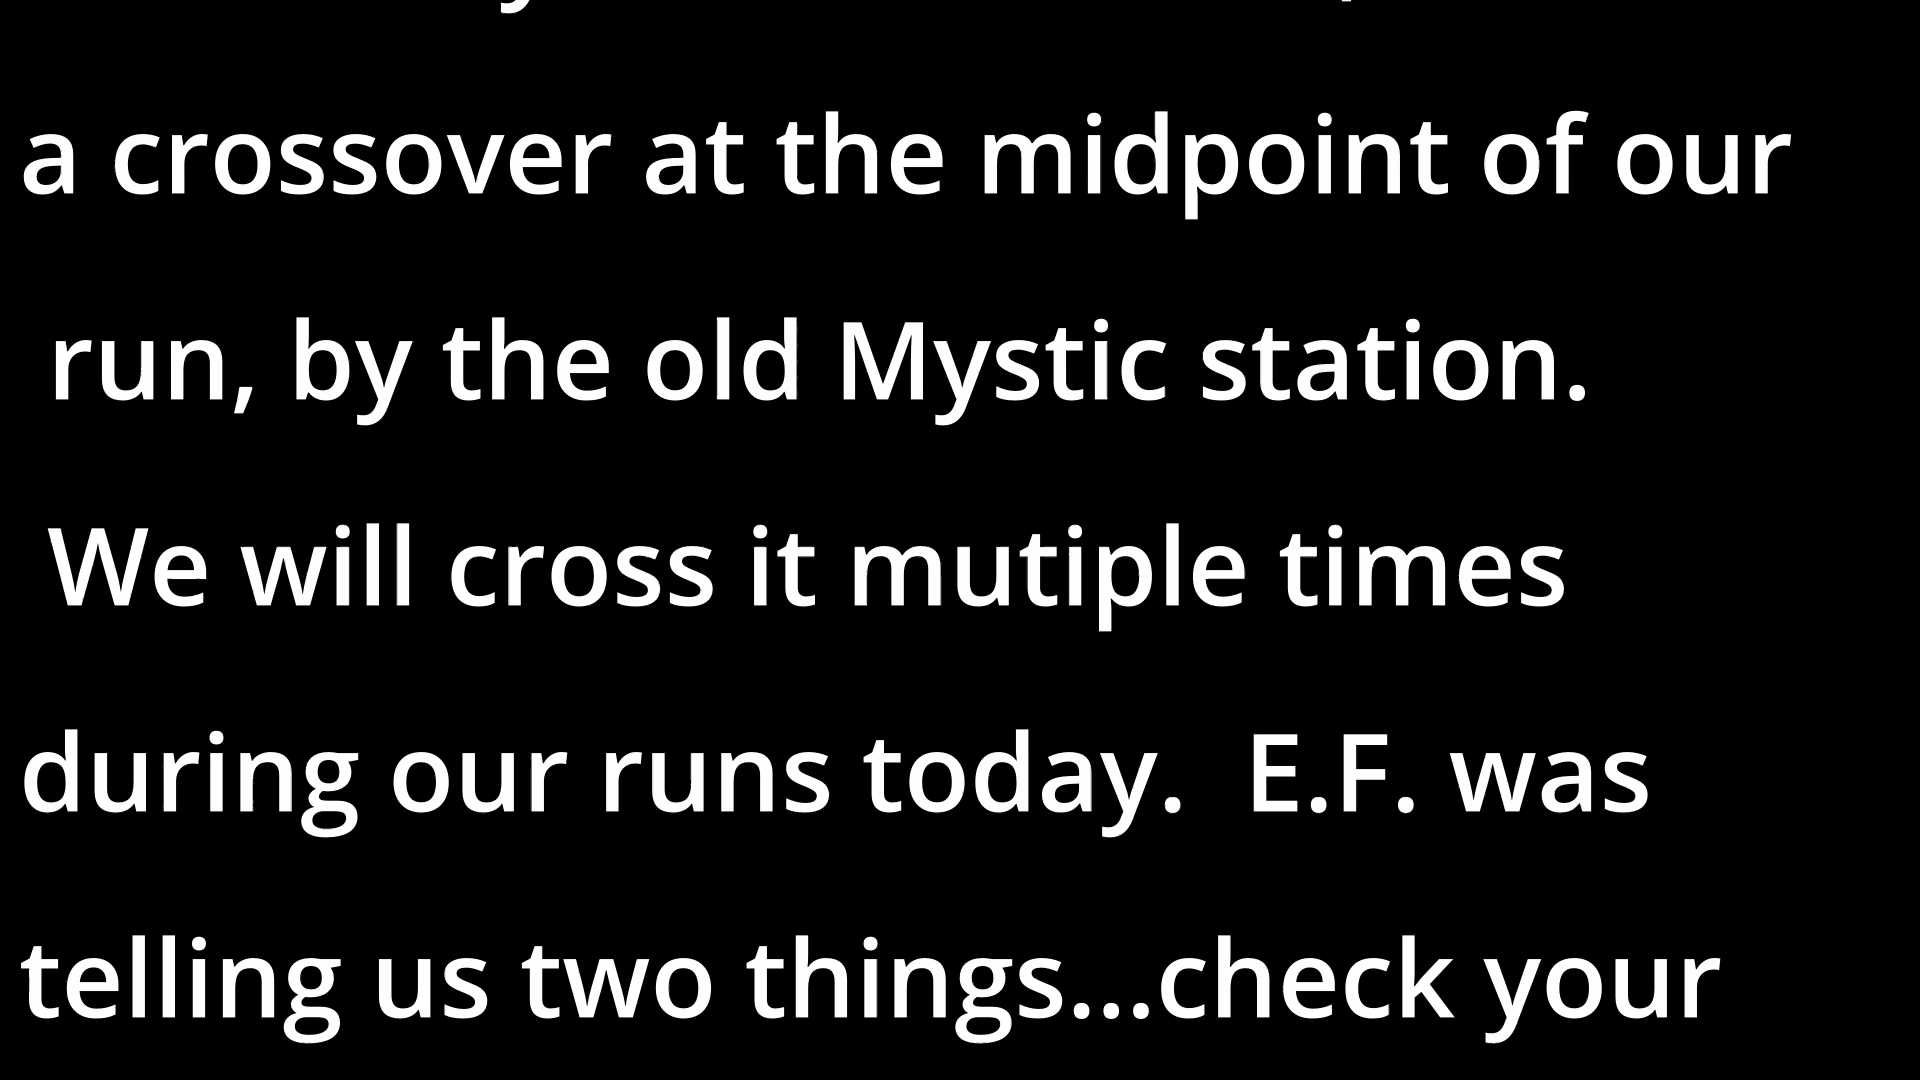 a crossover at the midpoint of our
run, by the old Mystic station.
We will cross it mutiple times
during our runs today.  E.F. was
telling us two things...check your